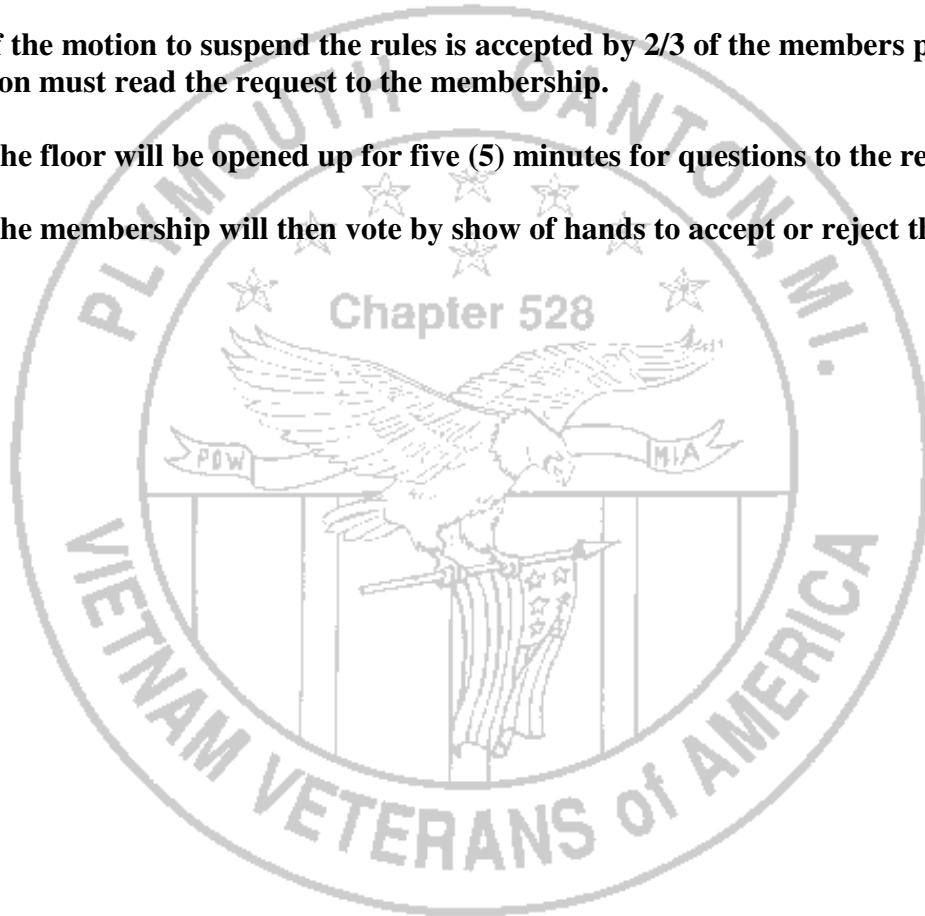 f the motion to suspend the rules is accepted by 2/3 of the members p
on must read the request to the membership.
he floor will be opened up for five (5) minutes for questions to the re
he membership will then vote by show of hands to accept or reject th
PLYMOUTH CANTON, MI.
Chapter 528
POW
MIA
VIETNAM VETERANS of AMERICA